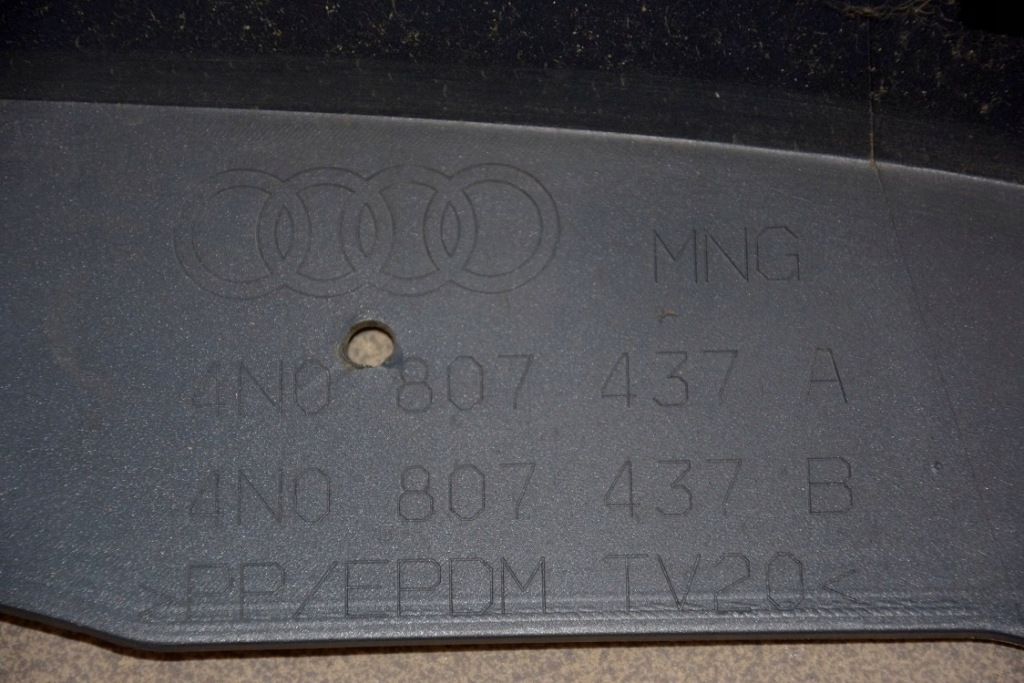 MNG
4N0 807 437 A
4N0 807 437 B
>PP/EPDM TV20<